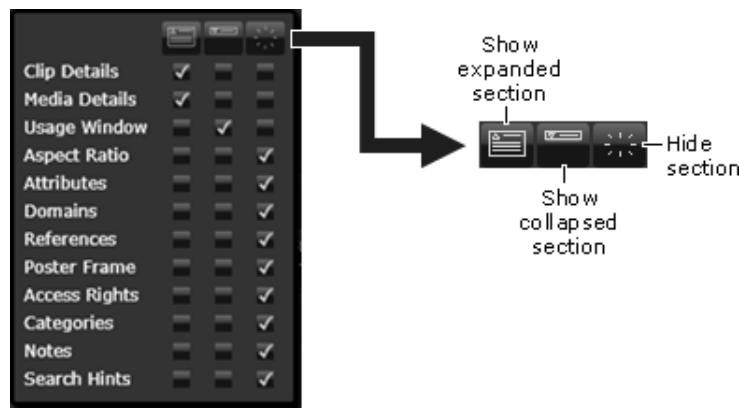 Clip Details
Media Details
Usage Window
Aspect Ratio
Attributes
Domains
References
Poster Frame
Access Rights
Categories
Notes
Search Hints
Show
expanded
section
Hide
section
Show
collapsed
section